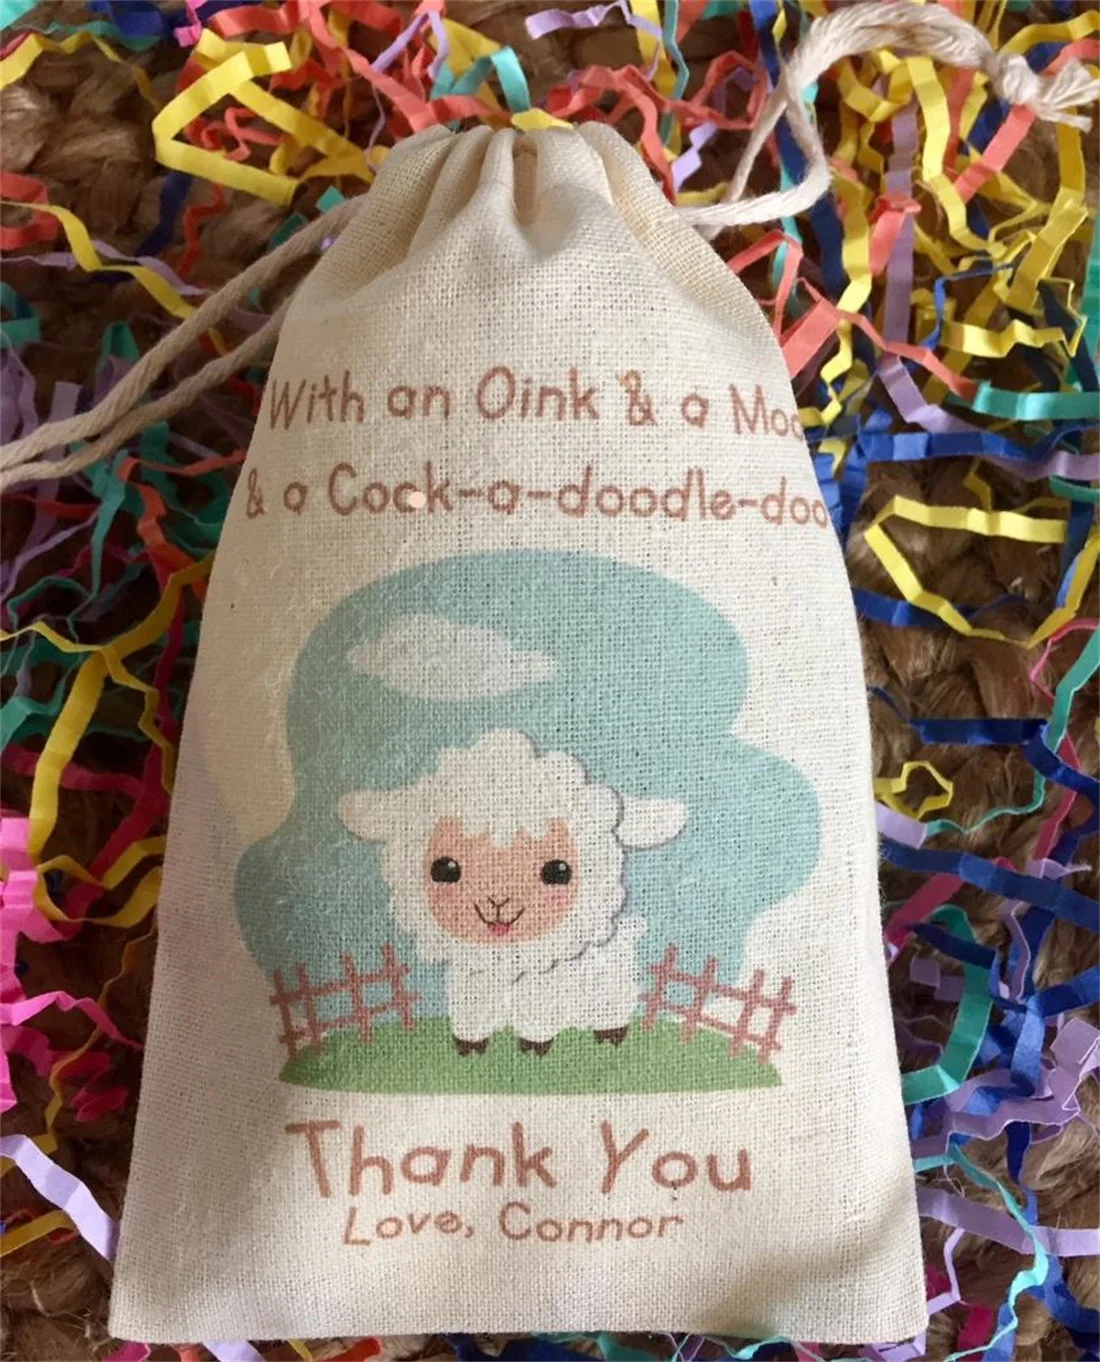 With an Oink & a Moo
& a Cock-a-doodle-doo
Thank You
Love, Connor